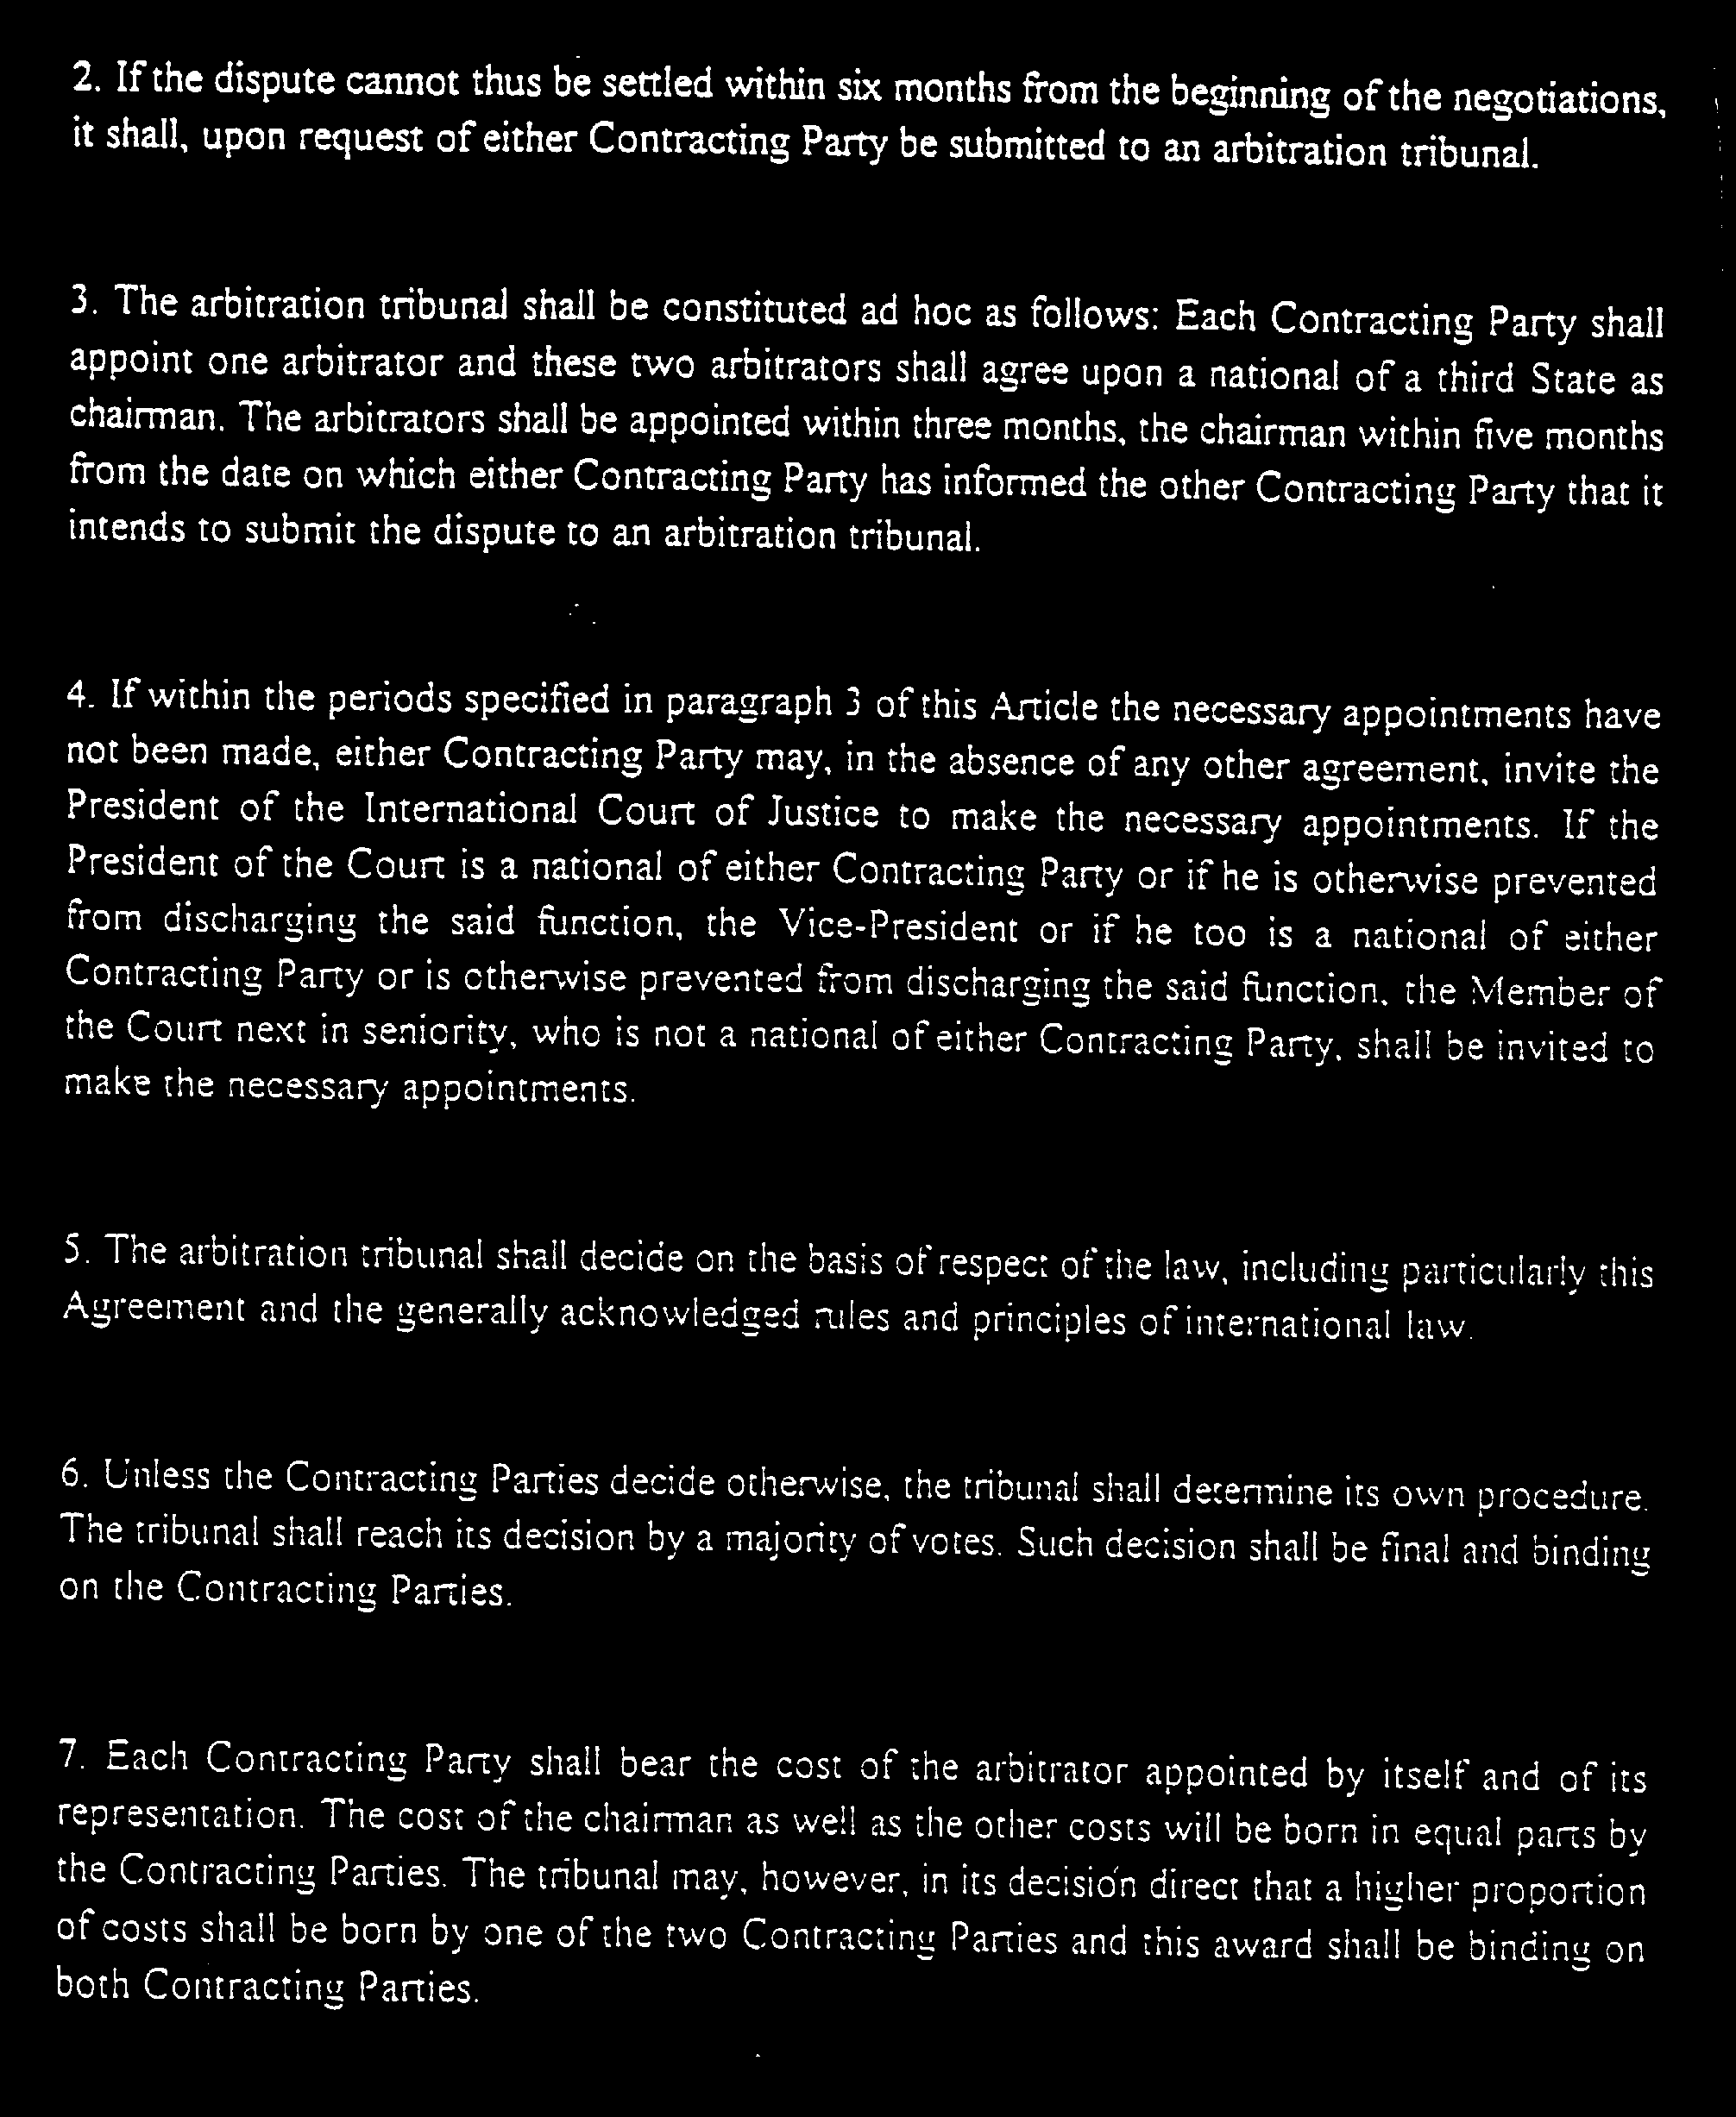 2. If the dispute cannot thus be settled within six months from the beginning of the negotiations,
it shall, upon request of either Contracting Party be submitted to an arbitration tribunal.
3. The arbitration tribunal shall be constituted ad hoc as follows: Each Contracting Party shall
appoint one arbitrator and these two arbitrators shall agree upon a national of a third State as
chairman. The arbitrators shall be appointed within three months, the chairman within five months
from the date on which either Contracting Party has informed the other Contracting Party that it
intends to submit the dispute to an arbitration tribunal.
4. If within the periods specified in paragraph 3 of this Article the necessary appointments have
not been made, either Contracting Party may, in the absence of any other agreement, invite the
President of the International Court of Justice to make the necessary appointments. If the
President of the Court is a national of either Contracting Party or if he is otherwise prevented
from discharging the said function, the Vice-President or if he too is a national of either
Contracting Party or is otherwise prevented from discharging the said function, the Member of
the Court next in seniority, who is not a national of either Contracting Party, shall be invited to
make the necessary appointments.
5. The arbitration tribunal shall decide on the basis of respect of the law, including particularly this
Agreement and the generally acknowledged rules and principles of international law.
6. Unless the Contracting Parties decide otherwise, the tribunal shall determine its own procedure.
The tribunal shall reach its decision by a majority of votes. Such decision shall be final and binding
on the Contracting Parties.
7. Each Contracting Party shall bear the cost of the arbitrator appointed by itself and of its
representation. The cost of the chairman as well as the other costs will be born in equal parts by
the Contracting Parties. The tribunal may, however, in its decision direct that a higher proportion
of costs shall be born by one of the two Contracting Parties and this award shall be binding on
both Contracting Parties.